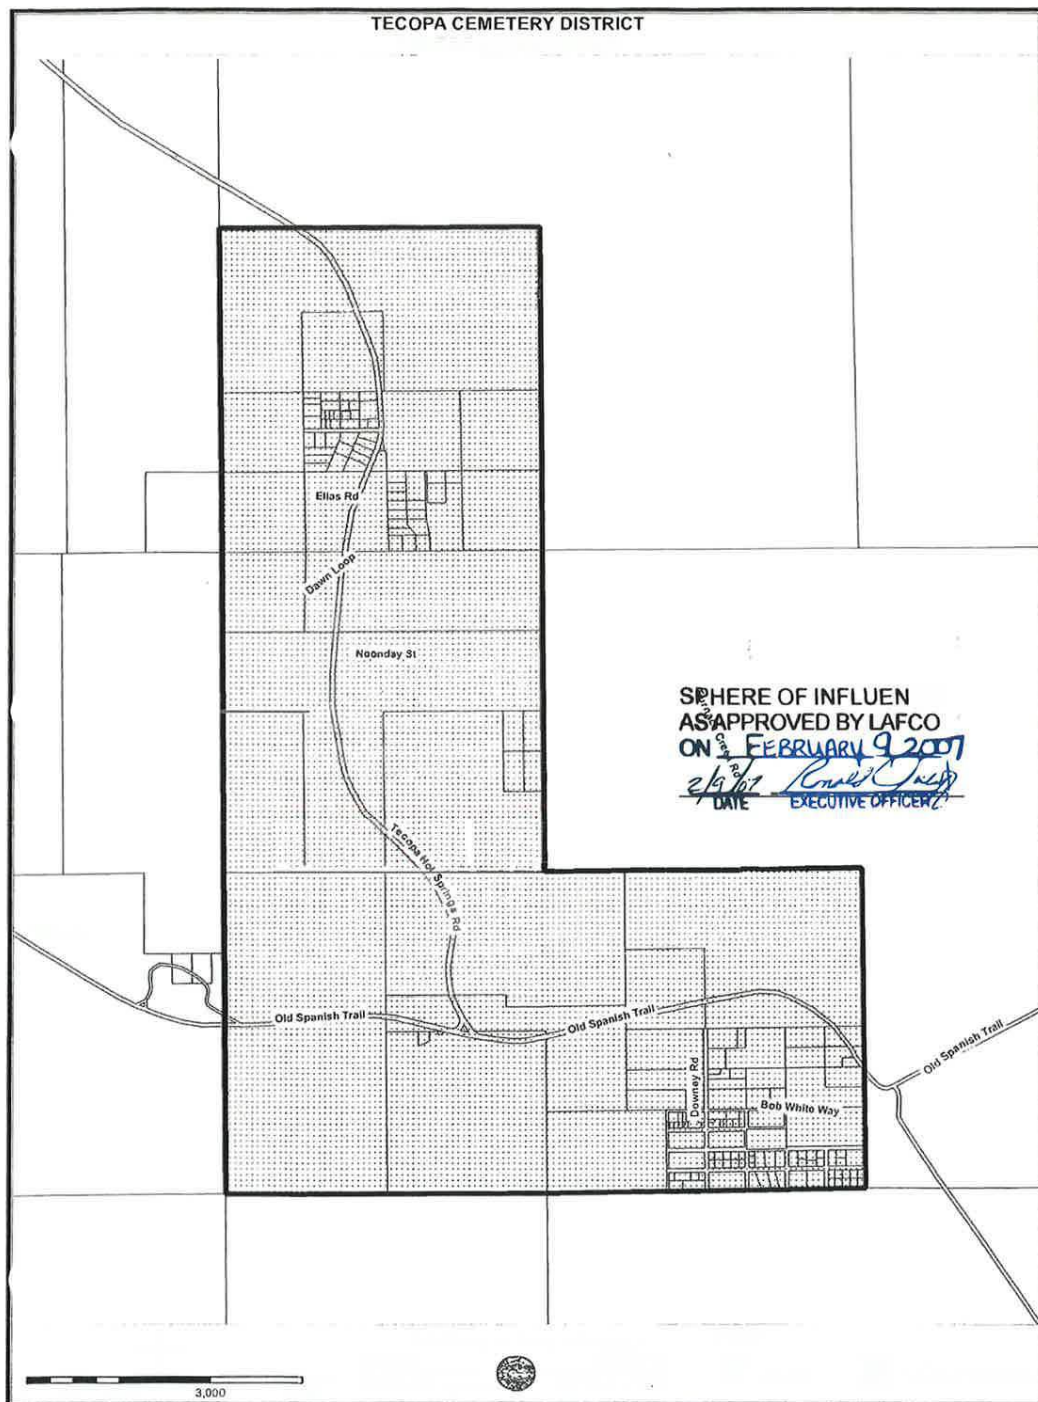 TECOPA CEMETERY DISTRICT
Elias Rd
Dawn Loop
Noonday St
SPHERE OF INFLUEN
AS APPROVED BY LAFCO
ON FEBRUARY 9 2007
2/9/07
DATE EXECUTIVE OFFICER
Creek Rd
Tecopa Hot Springs Rd
Old Spanish Trail
Old Spanish Trail
Old Spanish Trail
Downey Rd
Bob White Way
3,000